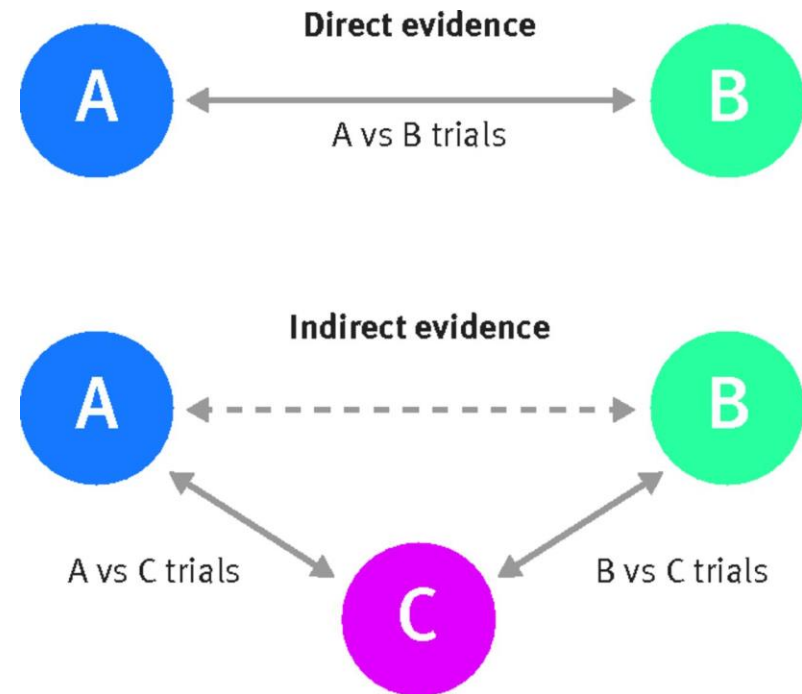 Direct evidence
A
B
A vs B trials
Indirect evidence
A
B
A vs C trials
B vs C trials
C